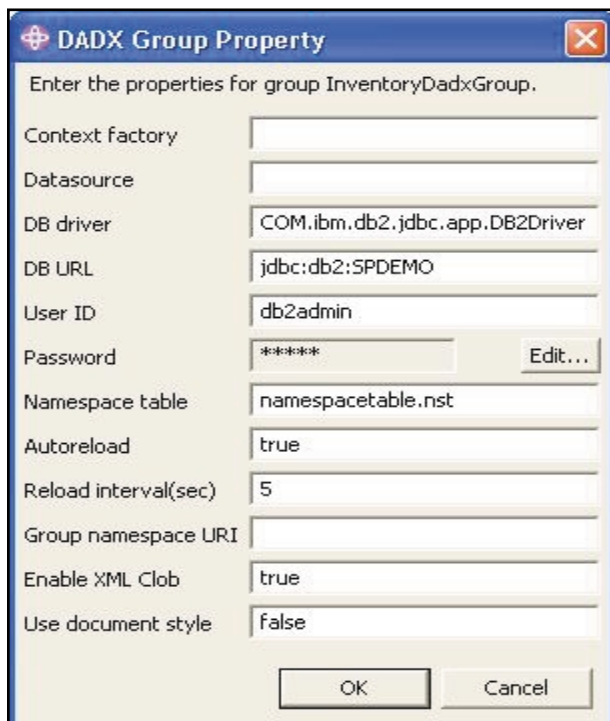 DADX Group Property
Enter the properties for group InventoryDadxGroup.
Context factory
Datasource
DB driver COM.ibm.db2.jdbc.app.DB2Driver
DB URL jdbc:db2:SPDEMO
User ID db2admin
Password ***** Edit...
Namespace table namespacetable.nst
Autoreload true
Reload interval(sec) 5
Group namespace URI
Enable XML Clob true
Use document style false
OK Cancel